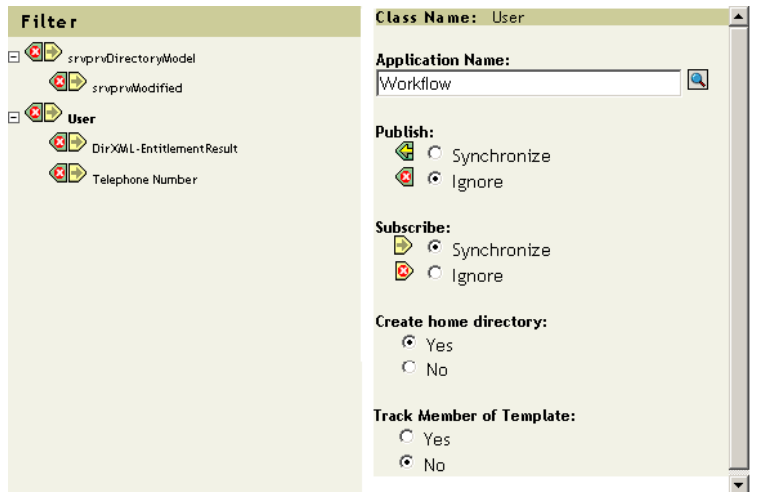 Filter
srvprvDirectoryModel
srvprvModified
User
DirXML-EntitlementResult
Telephone Number
Class Name: User
Application Name:
Workflow
Publish:
Synchronize
Ignore
Subscribe:
Synchronize
Ignore
Create home directory:
Yes
No
Track Member of Template:
Yes
No